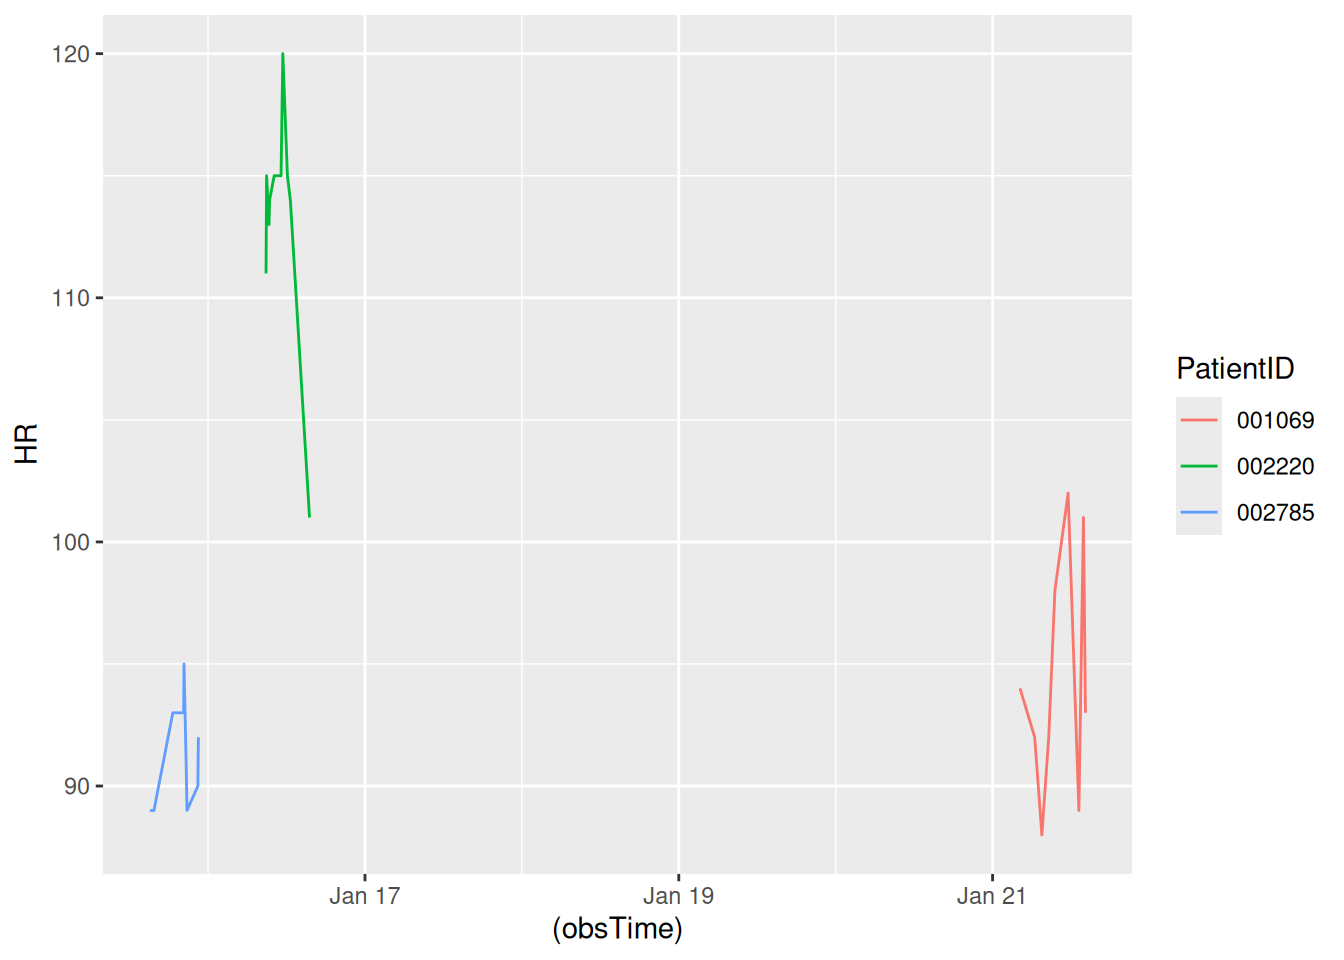 120
110
100
90
HR
Jan 17
Jan 19
Jan 21
(obsTime)
PatientID
001069
002220
002785